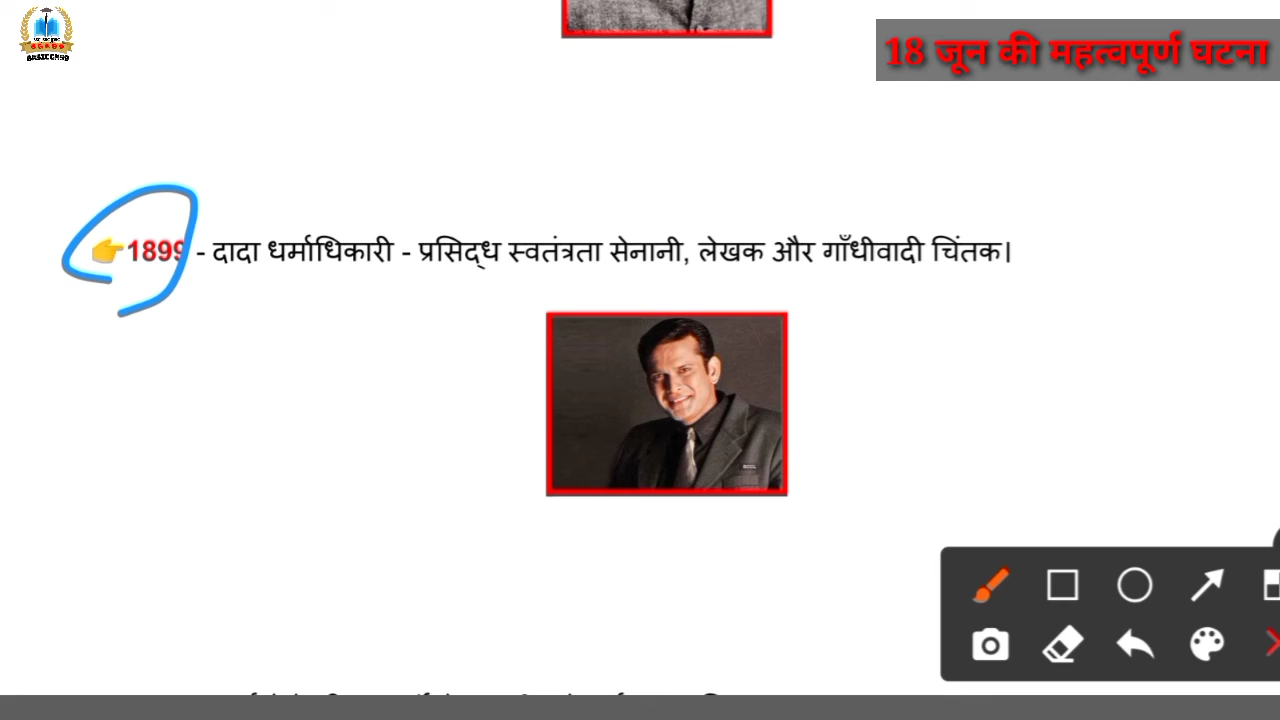 18 जून की महत्वपूर्ण घटना
👉1899 - दादा धर्माधिकारी - प्रसिद्ध स्वतंत्रता सेनानी, लेखक और गाँधीवादी चिंतक।